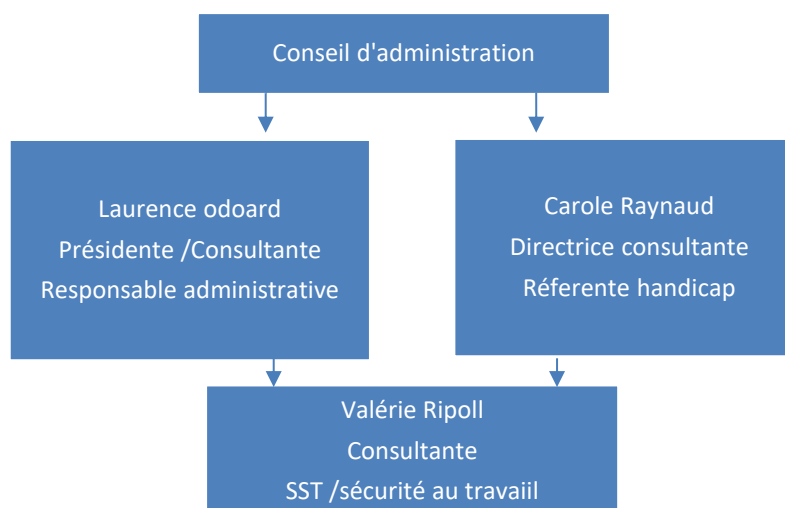 Conseil d'administration
Laurence odoard
Présidente /Consultante
Responsable administrative
Carole Raynaud
Directrice consultante
Réferente handicap
Valérie Ripoll
Consultante
SST /sécurité au travaiil